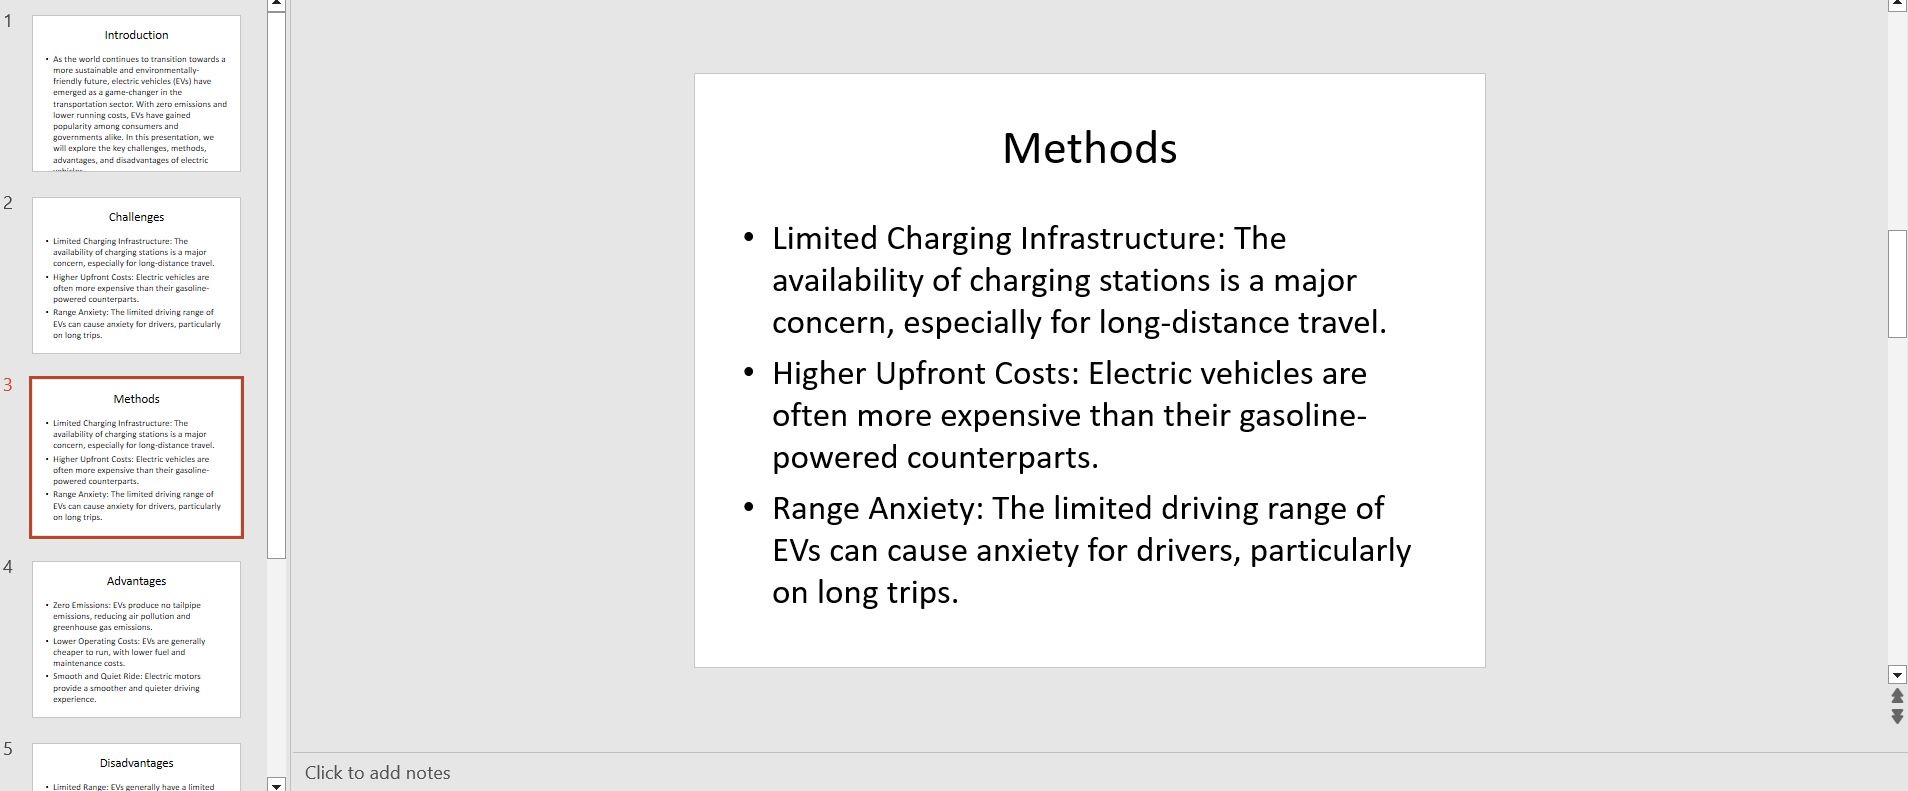 1
Introduction
• As the world continues to transition towards a
more sustainable and environmentally-
friendly future, electric vehicles (EVs) have
emerged as a game-changer in the
transportation sector. With zero emissions and
lower running costs, EVs have gained
popularity among consumers and
governments alike. In this presentation, we
will explore the key challenges, methods,
advantages, and disadvantages of electric
2
Challenges
• Limited Charging Infrastructure: The
availability of charging stations is a major
concern, especially for long-distance travel.
• Higher Upfront Costs: Electric vehicles are
often more expensive than their gasoline-
powered counterparts.
• Range Anxiety: The limited driving range of
EVs can cause anxiety for drivers, particularly
on long trips.
3
Methods
• Limited Charging Infrastructure: The
availability of charging stations is a major
concern, especially for long-distance travel.
• Higher Upfront Costs: Electric vehicles are
often more expensive than their gasoline-
powered counterparts.
• Range Anxiety: The limited driving range of
EVs can cause anxiety for drivers, particularly
on long trips.
4
Advantages
• Zero Emissions: EVs produce no tailpipe
emissions, reducing air pollution and
greenhouse gas emissions.
• Lower Operating Costs: EVs are generally
cheaper to run, with lower fuel and
maintenance costs.
• Smooth and Quiet Ride: Electric motors
provide a smoother and quieter driving
experience.
5
Disadvantages
• Limited Range: EVs generally have a limited
Methods
• Limited Charging Infrastructure: The
availability of charging stations is a major
concern, especially for long-distance travel.
• Higher Upfront Costs: Electric vehicles are
often more expensive than their gasoline-
powered counterparts.
• Range Anxiety: The limited driving range of
EVs can cause anxiety for drivers, particularly
on long trips.
Click to add notes